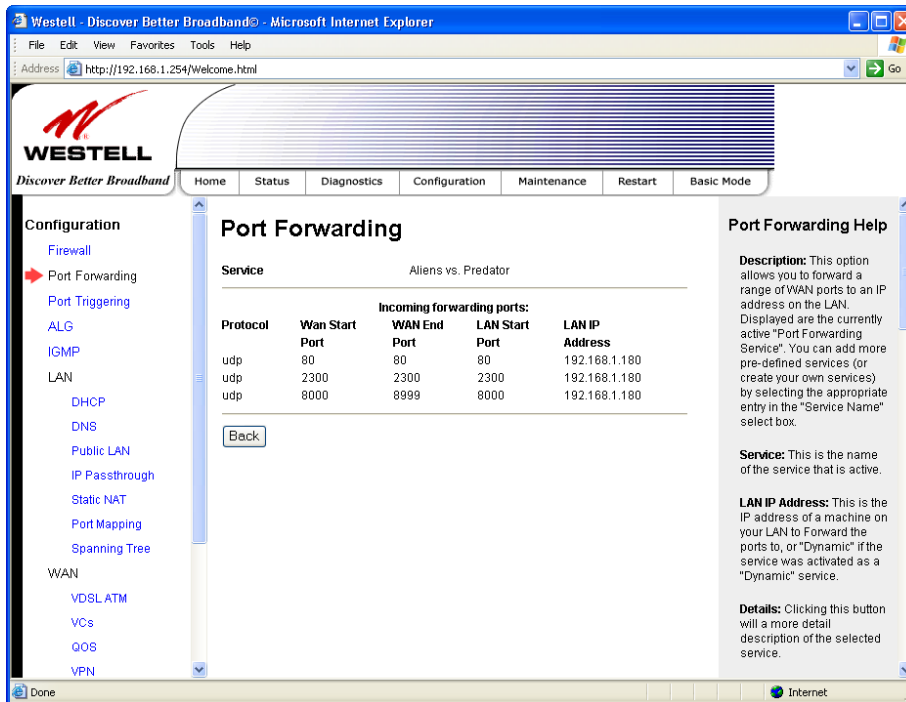 Westell - Discover Better Broadband© - Microsoft Internet Explorer
File Edit View Favorites Tools Help
Address http://192.168.1.254/Welcome.html Go
WESTELL
Discover Better Broadband
Home Status Diagnostics Configuration Maintenance Restart Basic Mode
Configuration
Firewall
Port Forwarding
Port Triggering
ALG
IGMP
LAN
DHCP
DNS
Public LAN
IP Passthrough
Static NAT
Port Mapping
Spanning Tree
WAN
VDSL ATM
VCs
QOS
VPN
Port Forwarding
Service Aliens vs. Predator
Incoming forwarding ports:
Protocol Wan Start WAN End LAN Start LAN IP
Port Port Port Address
udp 80 80 80 192.168.1.180
udp 2300 2300 2300 192.168.1.180
udp 8000 8999 8000 192.168.1.180
Back
Port Forwarding Help
Description: This option
allows you to forward a
range of WAN ports to an IP
address on the LAN.
Displayed are the currently
active "Port Forwarding
Service". You can add more
pre-defined services (or
create your own services)
by selecting the appropriate
entry in the "Service Name"
select box.
Service: This is the name
of the service that is active.
LAN IP Address: This is the
IP address of a machine on
your LAN to Forward the
ports to, or "Dynamic" if the
service was activated as a
"Dynamic" service.
Details: Clicking this button
will a more detail
description of the selected
service.
Done Internet